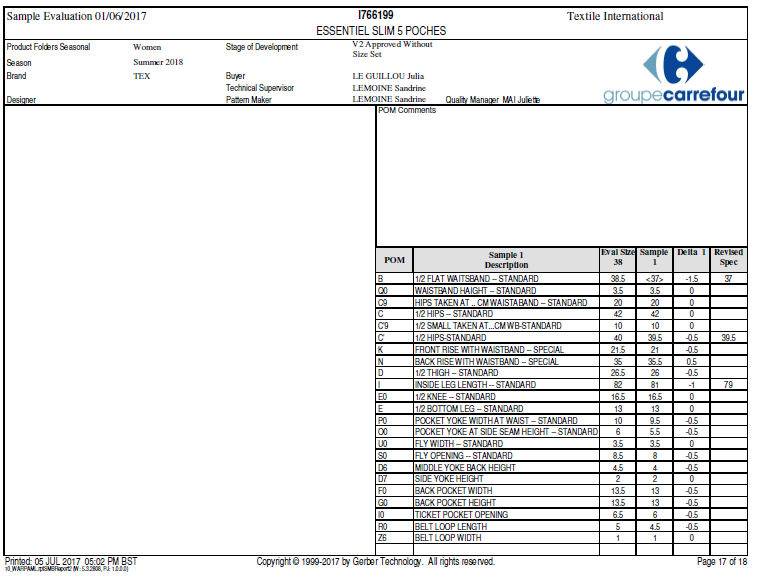 Sample Evaluation 01/06/2017 I766199 Textile International
ESSENTIEL SLIM 5 POCHES
Product Folders Seasonal Women Stage of Development V2 Approved Without
Size Set
Season Summer 2018
Brand TEX Buyer LE GUILLOU Julia
Technical Supervisor LEMOINE Sandrine
Designer Pattern Maker LEMOINE Sandrine Quality Manager MAI Juliette
groupecarrefour
POM Comments
POM Sample 1 Description Eval Size 38 Sample 1 Delta 1 Revised Spec
B 1/2 FLAT WAITSBAND -- STANDARD 38.5 <37> -1.5 37
Q0 WAISTBAND HAIGHT -- STANDARD 3.5 3.5 0
C9 HIPS TAKEN AT .. CM WAISTABAND -- STANDARD 20 20 0
C 1/2 HIPS -- STANDARD 42 42 0
C'9 1/2 SMALL TAKEN AT...CM WB-STANDARD 10 10 0
C' 1/2 HIPS-STANDARD 40 39.5 -0.5 39.5
K FRONT RISE WITH WAISTBAND -- SPECIAL 21.5 21 -0.5
N BACK RISE WITH WAISTBAND -- SPECIAL 35 35.5 0.5
D 1/2 THIGH -- STANDARD 26.5 26 -0.5
I INSIDE LEG LENGTH -- STANDARD 82 81 -1 79
E0 1/2 KNEE -- STANDARD 16.5 16.5 0
E 1/2 BOTTOM LEG -- STANDARD 13 13 0
P0 POCKET YOKE WIDTH AT WAIST -- STANDARD 10 9.5 -0.5
O0 POCKET YOKE AT SIDE SEAM HEIGHT -- STANDARD 6 5.5 -0.5
U0 FLY WIDTH -- STANDARD 3.5 3.5 0
S0 FLY OPENING -- STANDARD 8.5 8 -0.5
D6 MIDDLE YOKE BACK HEIGHT 4.5 4 -0.5
D7 SIDE YOKE HEIGHT 2 2 0
F0 BACK POCKET WIDTH 13.5 13 -0.5
G0 BACK POCKET HEIGHT 13.5 13 -0.5
I0 TICKET POCKET OPENING 6.5 6 -0.5
R0 BELT LOOP LENGTH 5 4.5 -0.5
Z6 BELT LOOP WIDTH 1 1 0
Printed: 05 JUL 2017 05:02 PM BST Copyright © 1999-2017 by Gerber Technology. All rights reserved. Page 17 of 18